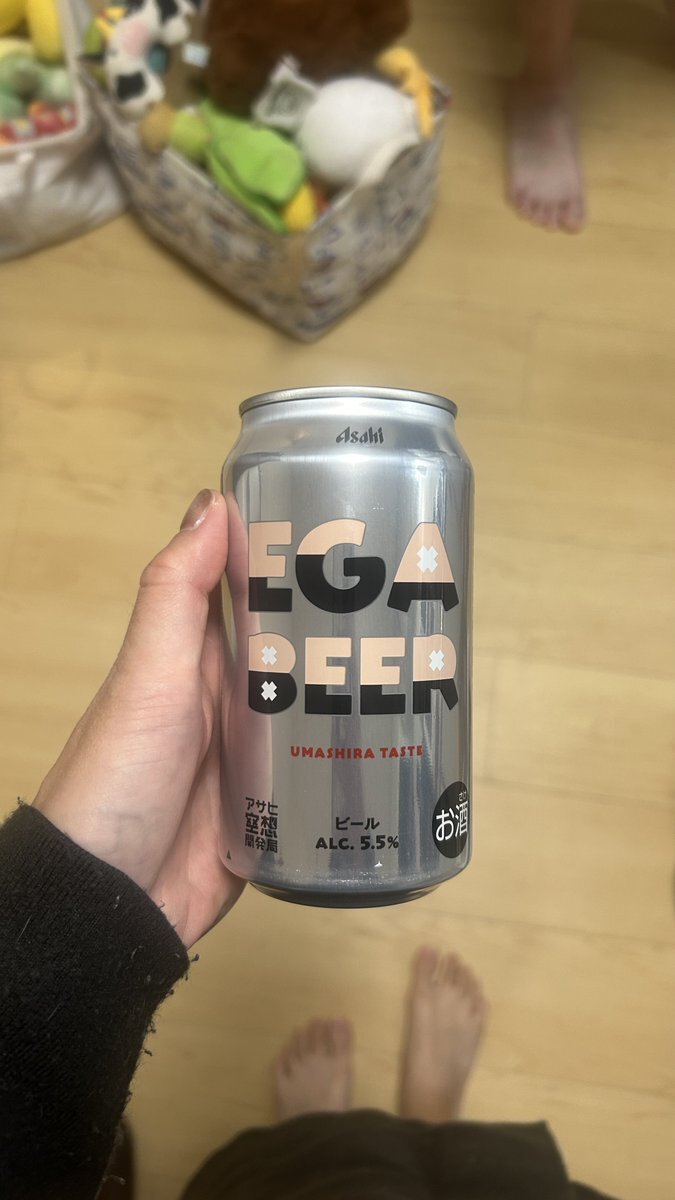 Asahi
EGA
BEER
UMASHIRA TASTE
アサヒ
空想
開発局
ビール
ALC. 5.5%
お酒